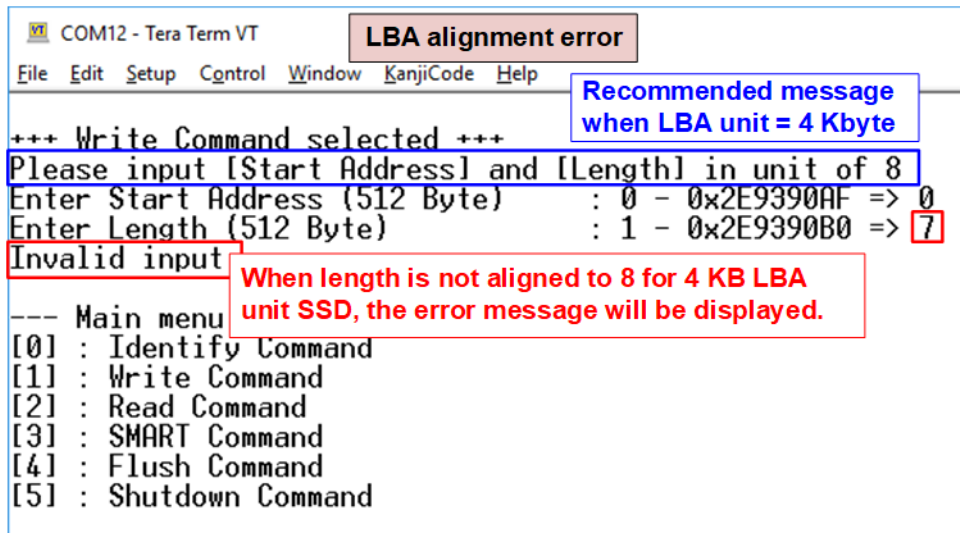 COM12 - Tera Term VT
LBA alignment error
File Edit Setup Control Window KanjiCode Help
Recommended message
when LBA unit = 4 Kbyte
+++ Write Command selected +++
Please input [Start Address] and [Length] in unit of 8
Enter Start Address (512 Byte) : 0 - 0x2E9390AF => 0
Enter Length (512 Byte) : 1 - 0x2E9390B0 => 7
Invalid input
When length is not aligned to 8 for 4 KB LBA
unit SSD, the error message will be displayed.
--- Main menu
[0] : Identify Command
[1] : Write Command
[2] : Read Command
[3] : SMART Command
[4] : Flush Command
[5] : Shutdown Command